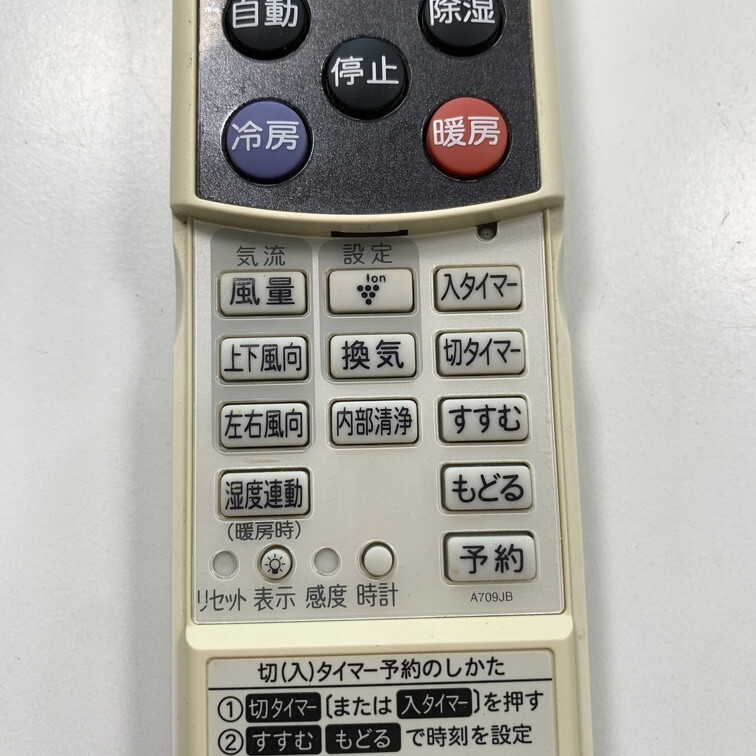 自動 除湿
停止
冷房 暖房
気流 設定
風量 Ion 入タイマー
上下風向 換気 切タイマー
左右風向 内部清浄 すすむ
湿度連動 もどる
(暖房時)
予約
リセット 表示 感度 時計 A709JB
切(入)タイマー予約のしかた
①切タイマー〔または入タイマー〕を押す
②すすむ もどる で時刻を設定